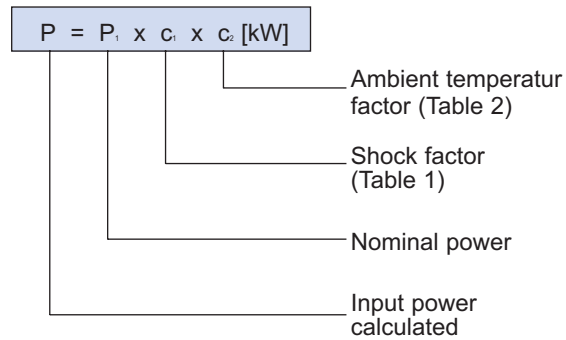 P = P₁ x c₁ x c₂ [kW]
Ambient temperatur
factor (Table 2)
Shock factor
(Table 1)
Nominal power
Input power
calculated